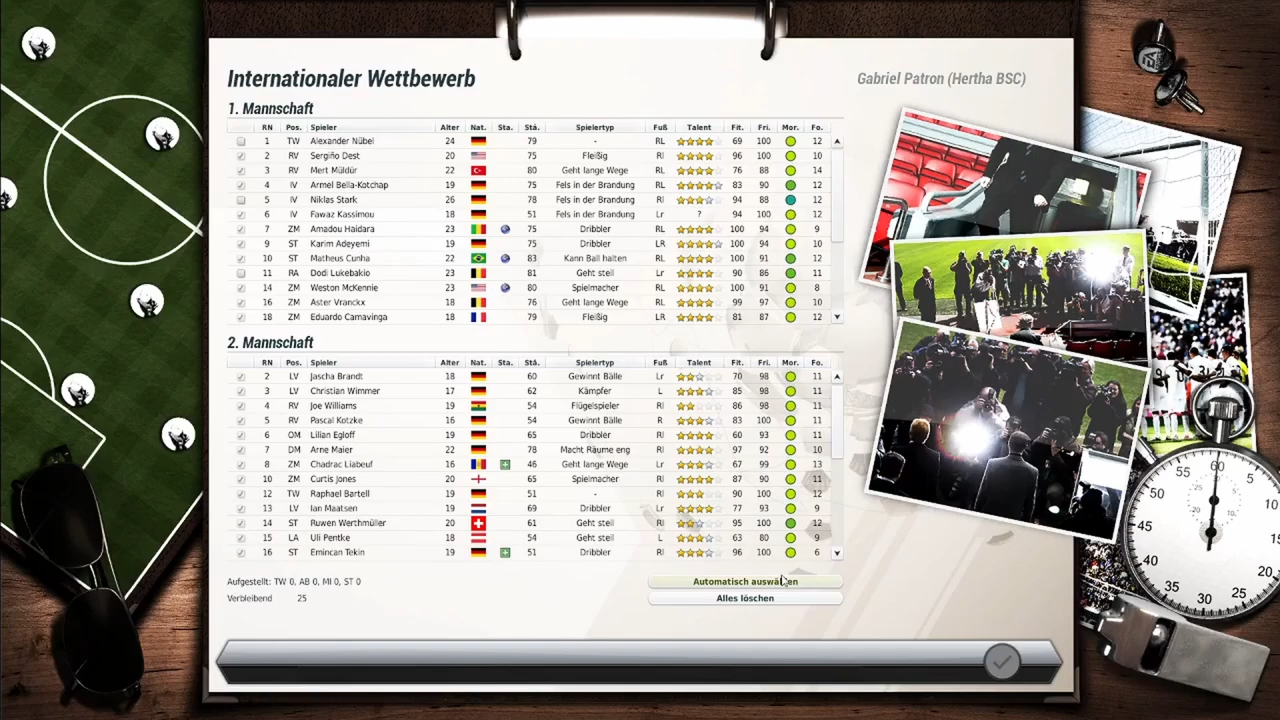 Internationaler Wettbewerb
Gabriel Patron (Hertha BSC)
1. Mannschaft
RN Pos. Spieler Alter Nat. Sta. Stä. Spielertyp Fuß Talent Fit. Fri. Mor. Fo.
1 TW Alexander Nübel 24 79 - RL 69 100 12
2 RV Sergiño Dest 20 75 Fleißig RL 96 100 10
3 RV Mert Müldür 22 80 Geht lange Wege RL 76 88 14
4 IV Armel Bella-Kotchap 19 75 Fels in der Brandung RL 83 90 12
5 IV Niklas Stark 26 78 Fels in der Brandung RL 94 88 12
6 IV Fawaz Kassimou 18 51 Fels in der Brandung Lr ? 94 100 12
7 ZM Amadou Haidara 23 75 Dribbler RL 100 94 9
9 ST Karim Adeyemi 19 75 Dribbler LR 100 94 10
10 ST Matheus Cunha 22 83 Kann Ball halten RL 100 91 12
11 RA Dodi Lukebakio 23 81 Geht steil Lr 90 86 11
14 ZM Weston McKennie 23 80 Spielmacher RL 100 91 8
16 ZM Aster Vranckx 18 76 Geht lange Wege RL 99 97 10
18 ZM Eduardo Camavinga 18 79 Fleißig LR 81 87 12
2. Mannschaft
RN Pos. Spieler Alter Nat. Sta. Stä. Spielertyp Fuß Talent Fit. Fri. Mor. Fo.
2 LV Jascha Brandt 18 60 Gewinnt Bälle Lr 70 98 11
3 LV Christian Wimmer 17 62 Kämpfer L 85 98 11
4 RV Joe Williams 19 54 Flügelspieler Rl 86 98 11
5 RV Pascal Kotzke 16 54 Gewinnt Bälle R 83 100 11
6 OM Lilian Egloff 19 65 Dribbler Rl 60 93 11
7 DM Arne Maier 22 78 Macht Räume eng Rl 97 92 10
8 ZM Chadrac Liabeuf 16 46 Geht lange Wege Lr 67 99 13
10 ZM Curtis Jones 20 65 Spielmacher Rl 87 90 11
12 TW Raphael Bartell 19 51 - Rl 90 100 12
13 LV Ian Maatsen 19 69 Dribbler Lr 77 93 9
14 ST Ruwen Werthmüller 20 61 Geht steil Rl 95 100 12
15 LA Uli Pentke 18 54 Geht steil L 63 80 9
16 ST Emincan Tekin 19 51 Dribbler Rl 96 100 6
Aufgestellt: TW 0, AB 0, MI 0, ST 0
Automatisch auswählen
Verbleibend 25
Alles löschen
60
55
5
50
10
45
15
40
20
35
30
25